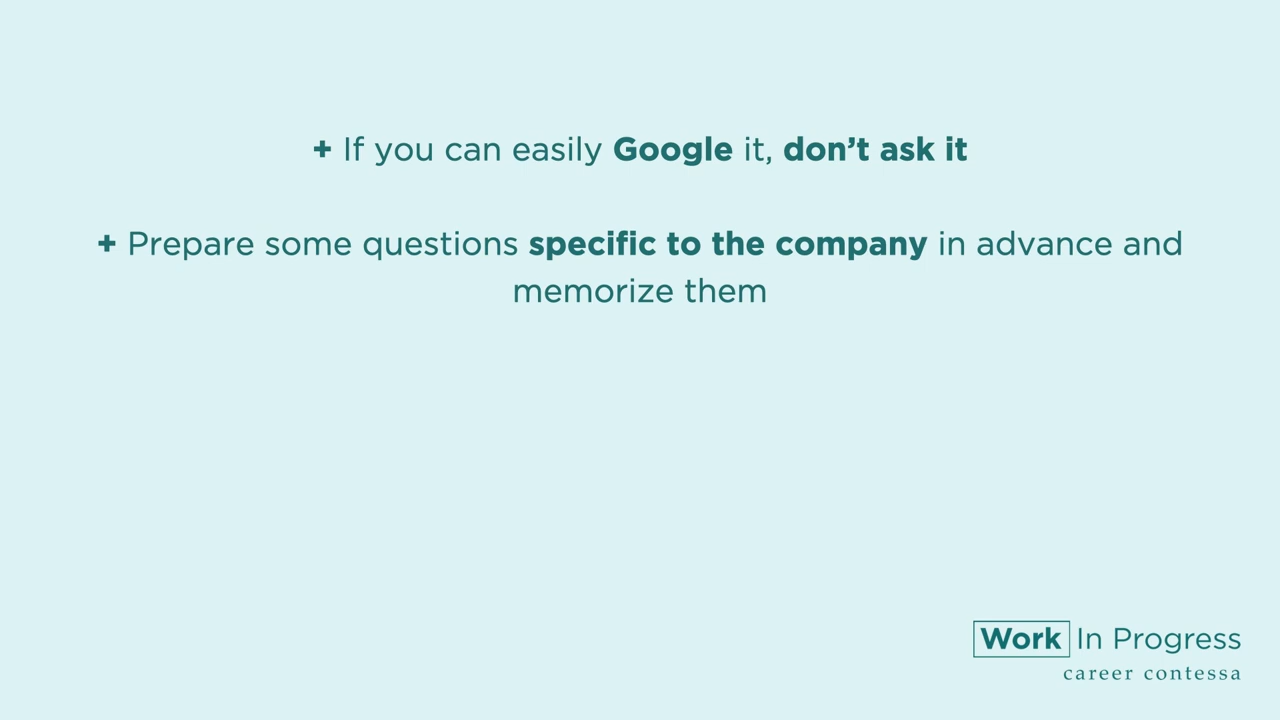 + If you can easily Google it, don’t ask it
+ Prepare some questions specific to the company in advance and
memorize them
Work In Progress
career contessa